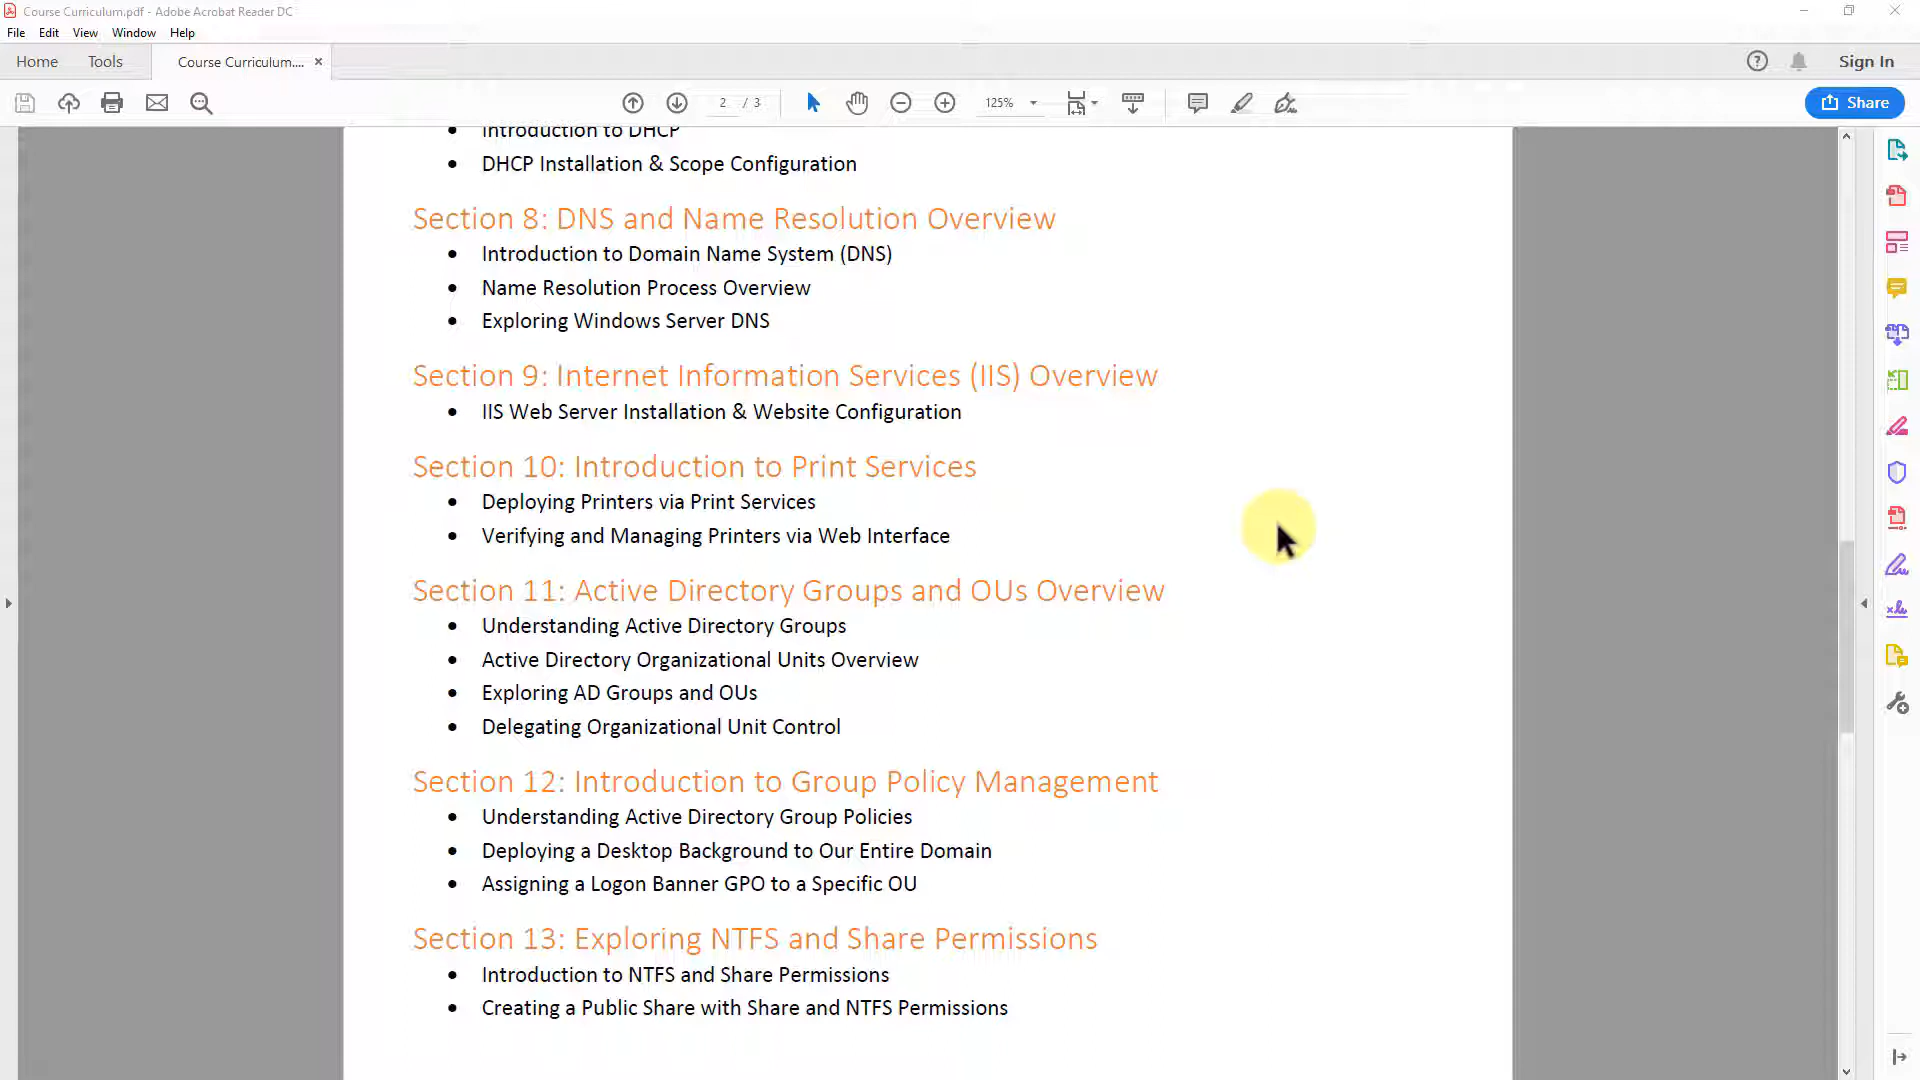 Course Curriculum.pdf - Adobe Acrobat Reader DC
File Edit View Window Help
Home Tools Course Curriculum.... × Sign In
2 / 3 125% Share
Introduction to DHCP
• DHCP Installation & Scope Configuration
Section 8: DNS and Name Resolution Overview
• Introduction to Domain Name System (DNS)
• Name Resolution Process Overview
• Exploring Windows Server DNS
Section 9: Internet Information Services (IIS) Overview
• IIS Web Server Installation & Website Configuration
Section 10: Introduction to Print Services
• Deploying Printers via Print Services
• Verifying and Managing Printers via Web Interface
Section 11: Active Directory Groups and OUs Overview
• Understanding Active Directory Groups
• Active Directory Organizational Units Overview
• Exploring AD Groups and OUs
• Delegating Organizational Unit Control
Section 12: Introduction to Group Policy Management
• Understanding Active Directory Group Policies
• Deploying a Desktop Background to Our Entire Domain
• Assigning a Logon Banner GPO to a Specific OU
Section 13: Exploring NTFS and Share Permissions
• Introduction to NTFS and Share Permissions
• Creating a Public Share with Share and NTFS Permissions